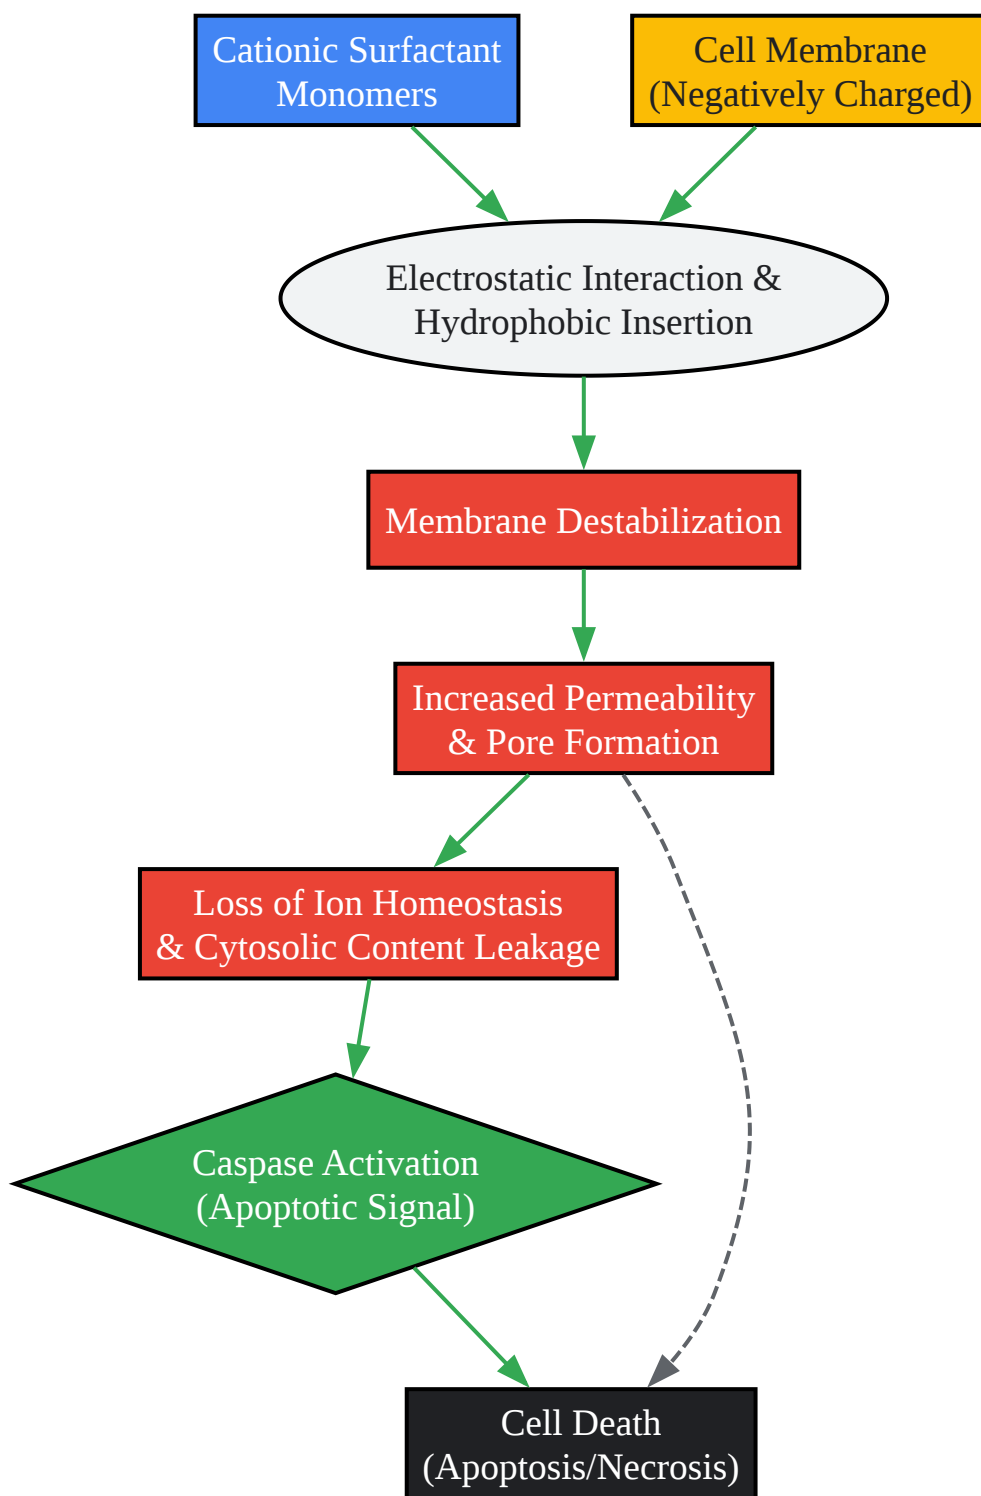 Cationic Surfactant
Monomers
Cell Membrane
(Negatively Charged)
Electrostatic Interaction &
Hydrophobic Insertion
Membrane Destabilization
Increased Permeability
& Pore Formation
Loss of Ion Homeostasis
& Cytosolic Content Leakage
Caspase Activation
(Apoptotic Signal)
Cell Death
(Apoptosis/Necrosis)